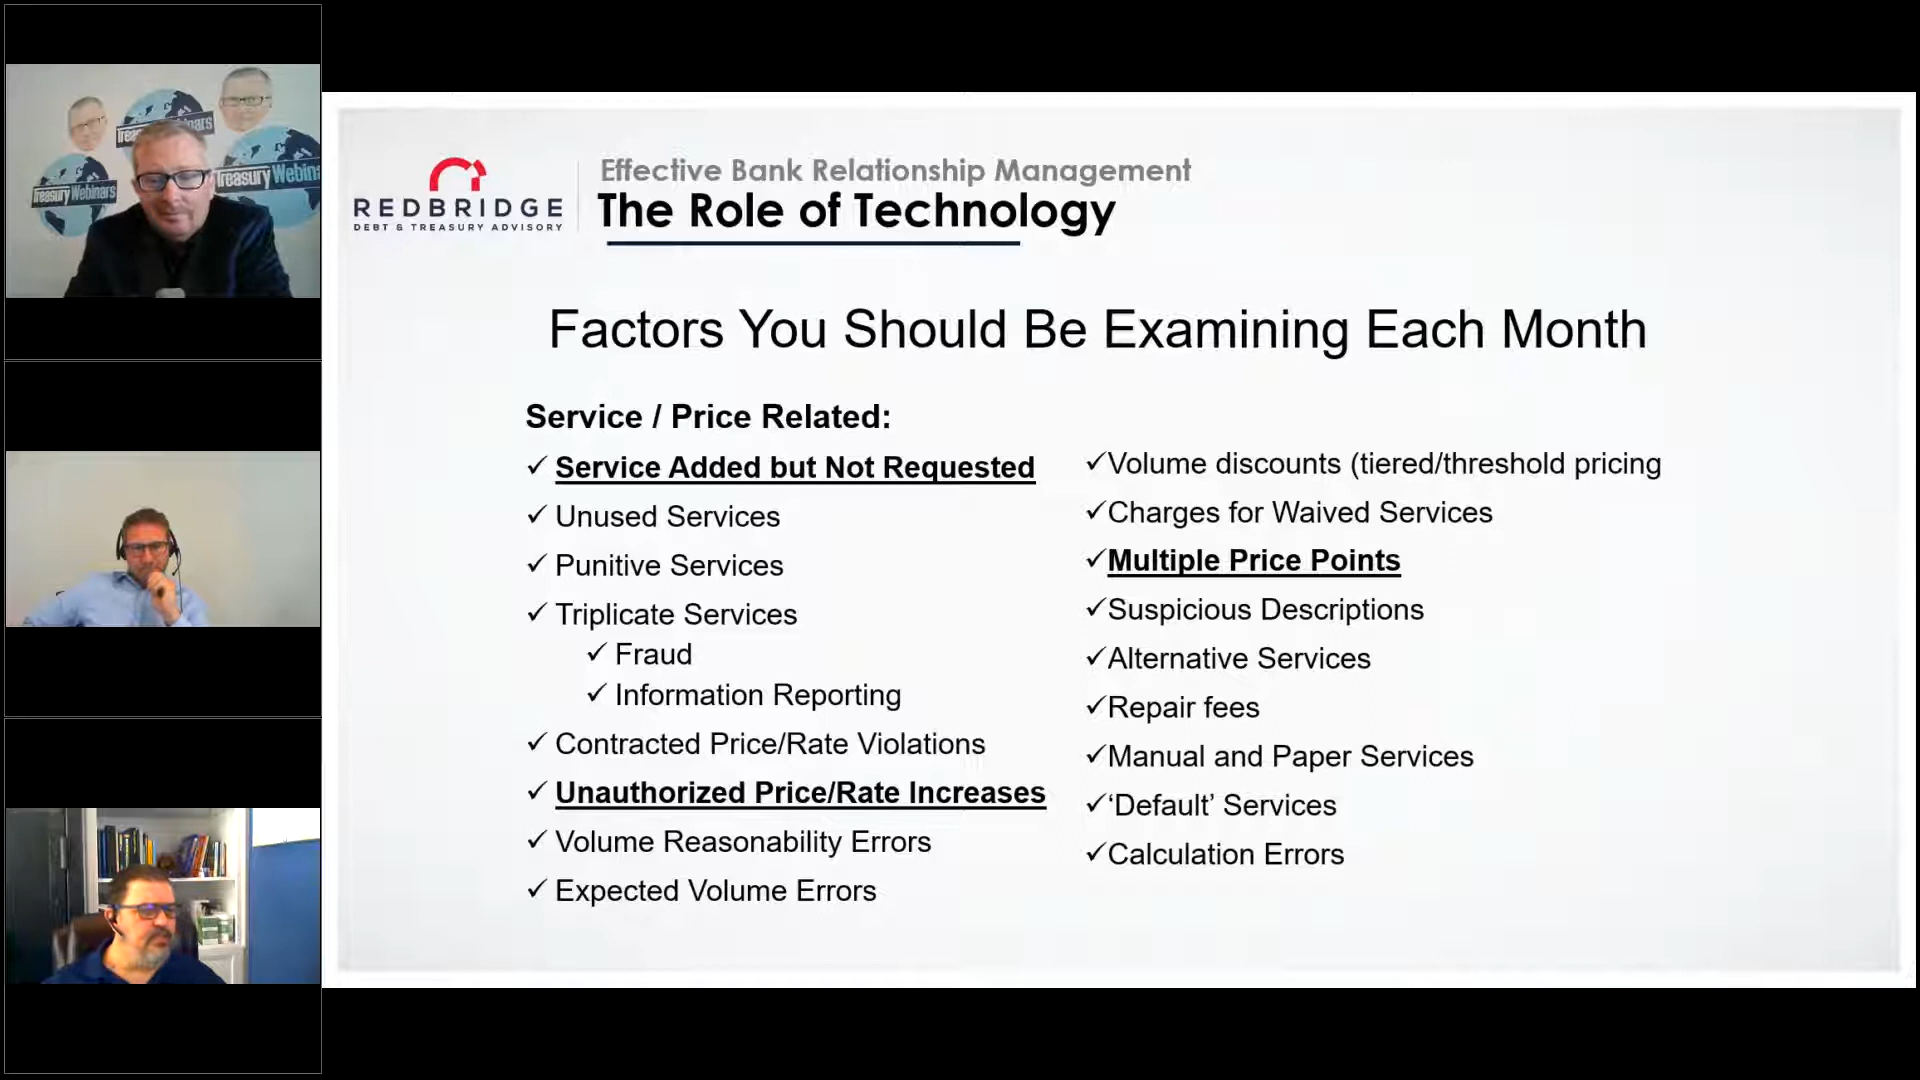 Treasury Webinars
Treasury Webinars
REDBRIDGE
DEBT & TREASURY ADVISORY
Effective Bank Relationship Management
The Role of Technology
Factors You Should Be Examining Each Month
Service / Price Related:
✓ Service Added but Not Requested
✓ Unused Services
✓ Punitive Services
✓ Triplicate Services
✓ Fraud
✓ Information Reporting
✓ Contracted Price/Rate Violations
✓ Unauthorized Price/Rate Increases
✓ Volume Reasonability Errors
✓ Expected Volume Errors
✓Volume discounts (tiered/threshold pricing
✓Charges for Waived Services
✓Multiple Price Points
✓Suspicious Descriptions
✓Alternative Services
✓Repair fees
✓Manual and Paper Services
✓‘Default’ Services
✓Calculation Errors